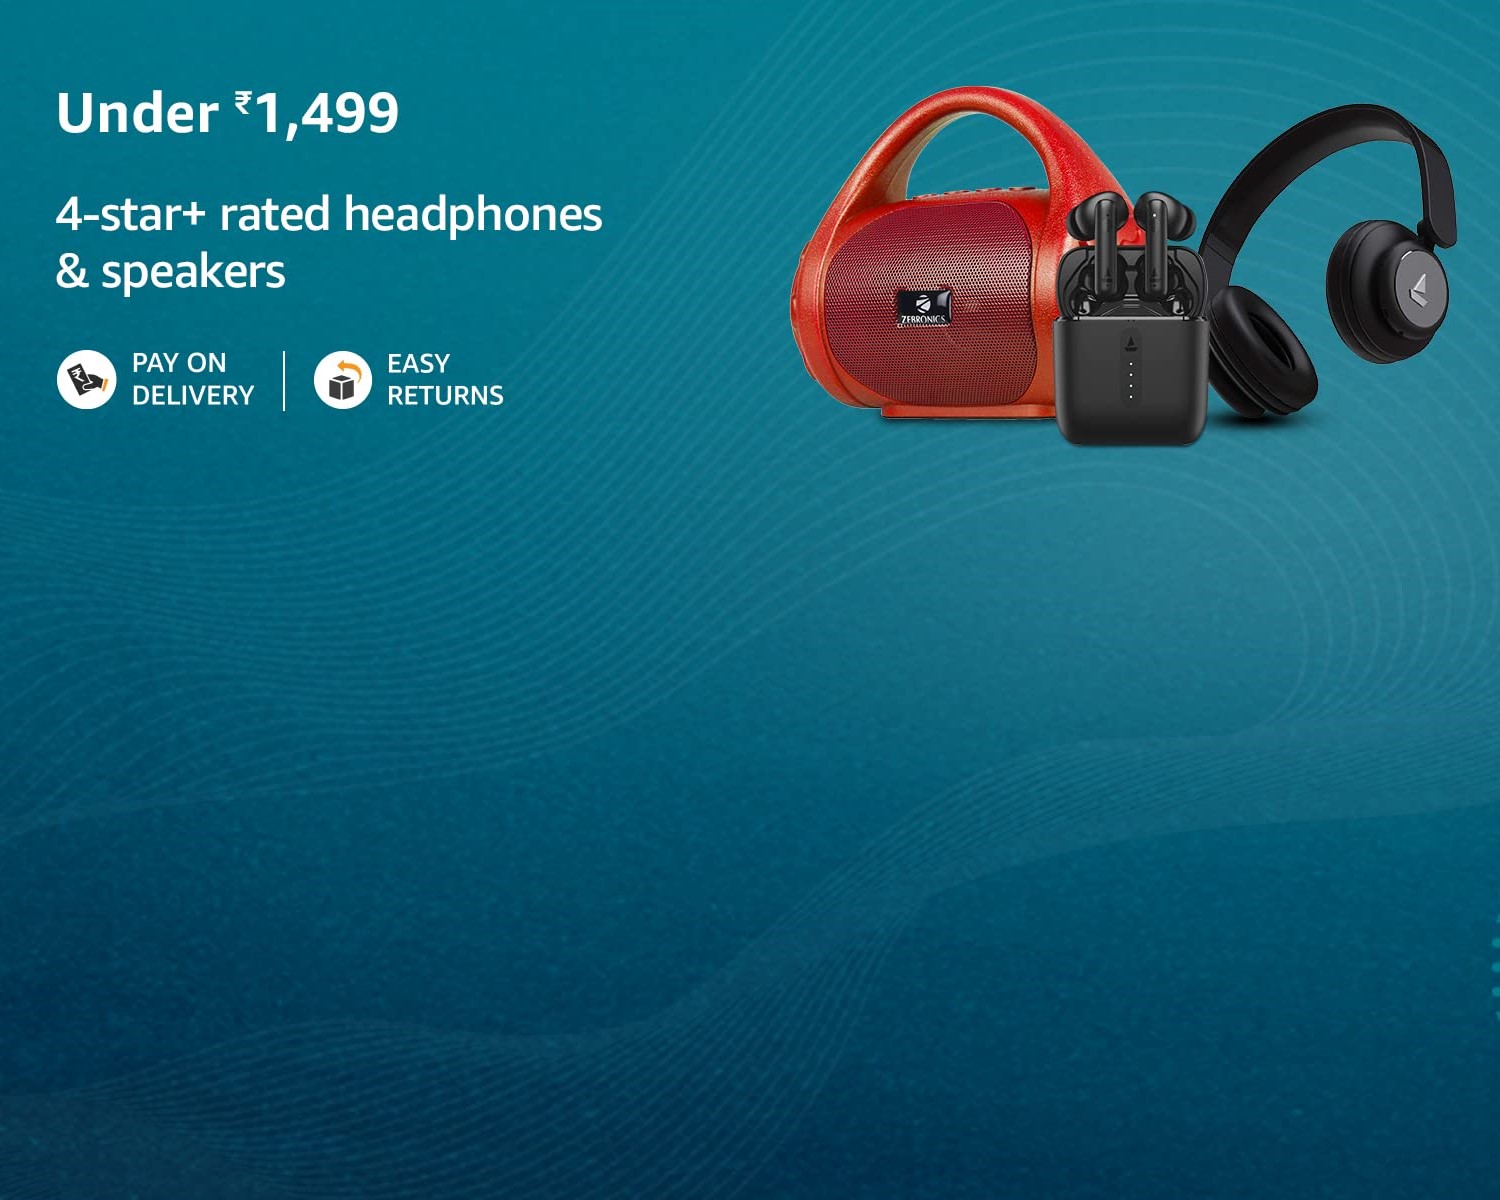 Under ₹1,499
4-star+ rated headphones
& speakers
PAY ON
DELIVERY
EASY
RETURNS
ZEBRONICS